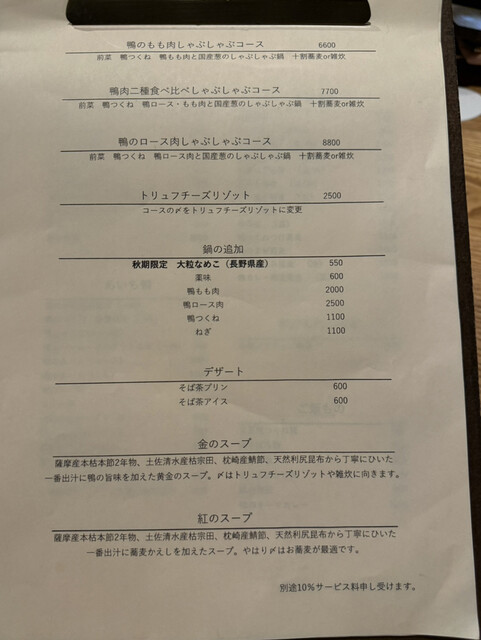 鴨のもも肉しゃぶしゃぶコース 6600
前菜 鴨つくね 鴨もも肉と国産葱のしゃぶしゃぶ鍋 十割蕎麦or雑炊
鴨肉二種食べ比べしゃぶしゃぶコース 7700
前菜 鴨つくね 鴨ロース・もも肉と国産葱のしゃぶしゃぶ鍋 十割蕎麦or雑炊
鴨のロース肉しゃぶしゃぶコース 8800
前菜 鴨つくね 鴨ロース肉と国産葱のしゃぶしゃぶ鍋 十割蕎麦or雑炊
トリュフチーズリゾット 2500
コースの〆をトリュフチーズリゾットに変更
鍋の追加
秋期限定 大粒なめこ（長野県産） 550
薬味 600
鴨もも肉 2000
鴨ロース肉 2500
鴨つくね 1100
ねぎ 1100
デザート
そば茶プリン 600
そば茶アイス 600
金のスープ
薩摩産本枯本節2年物、土佐清水産枯宗田、枕崎産鯖節、天然利尻昆布から丁寧にひいた
一番出汁に鴨の旨味を加えた黄金のスープ。〆はトリュフチーズリゾットや雑炊に向きます。
紅のスープ
薩摩産本枯本節2年物、土佐清水産枯宗田、枕崎産鯖節、天然利尻昆布から丁寧にひいた
一番出汁に蕎麦かえしを加えたスープ。やはり〆はお蕎麦が最適です。
別途10％サービス料申し受けます。